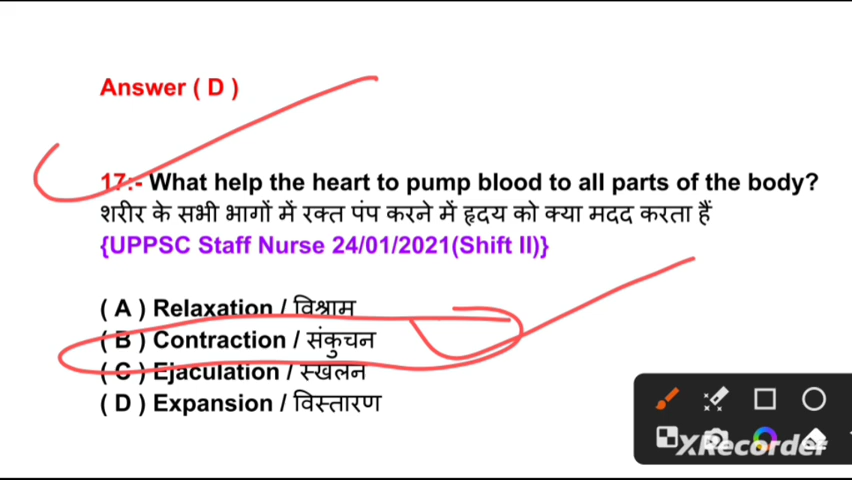 Answer ( D )
17:- What help the heart to pump blood to all parts of the body?
शरीर के सभी भागों में रक्त पंप करने में हृदय को क्या मदद करता हैं
{UPPSC Staff Nurse 24/01/2021(Shift II)}
( A ) Relaxation / विश्राम
( B ) Contraction / संकुचन
( C ) Ejaculation / स्खलन
( D ) Expansion / विस्तारण
XRecorder